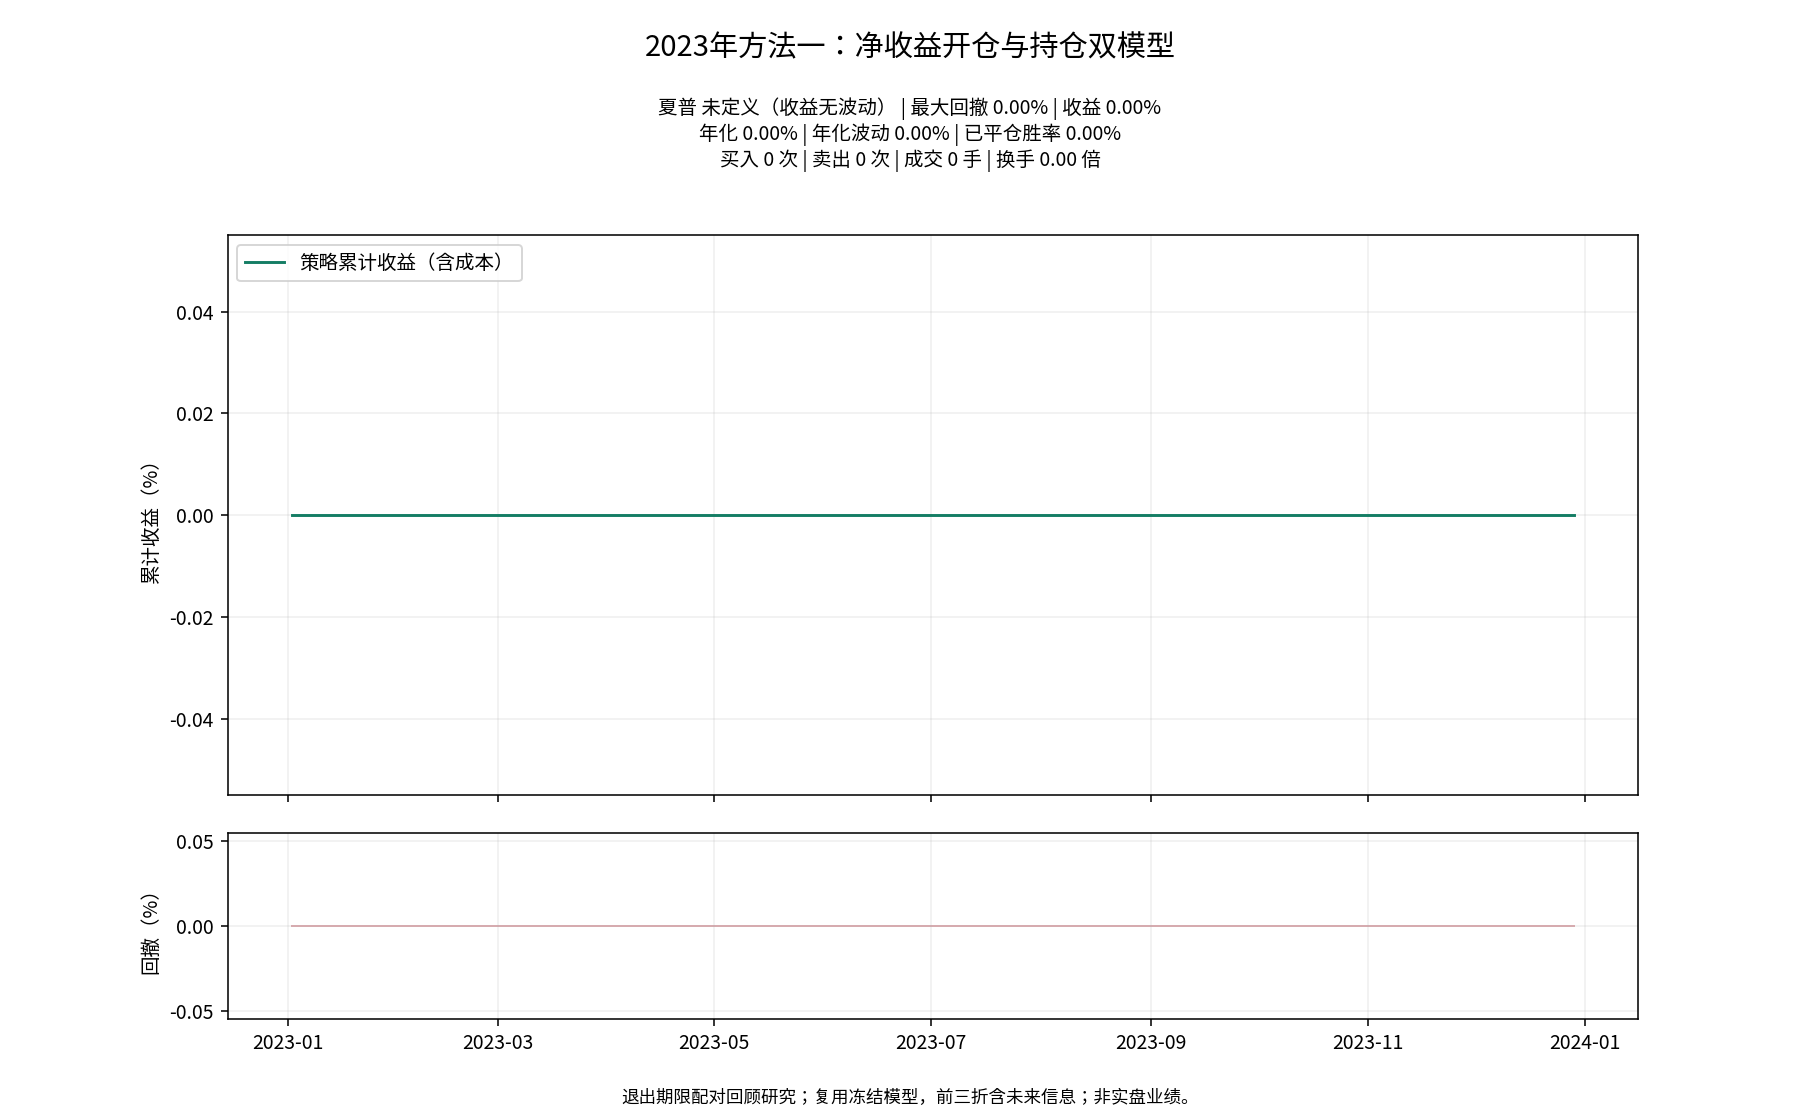 2023年方法一：净收益开仓与持仓双模型
夏普 未定义（收益无波动） | 最大回撤 0.00% | 收益 0.00%
年化 0.00% | 年化波动 0.00% | 已平仓胜率 0.00%
买入 0 次 | 卖出 0 次 | 成交 0 手 | 换手 0.00 倍
策略累计收益（含成本）
0.04
0.02
0.00
-0.02
-0.04
累计收益（%）
0.05
0.00
-0.05
回撤（%）
2023-01
2023-03
2023-05
2023-07
2023-09
2023-11
2024-01
退出期限配对回顾研究；复用冻结模型，前三折含未来信息；非实盘业绩。